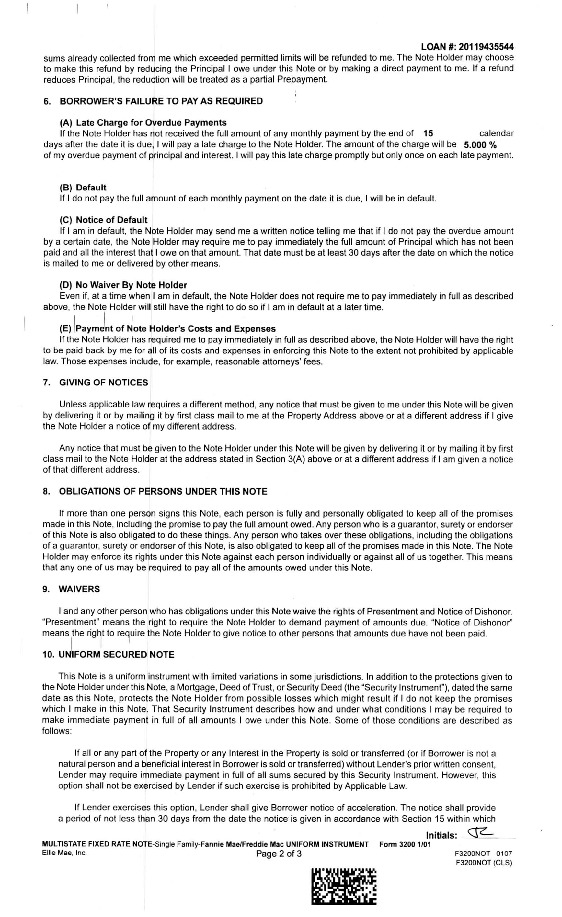 LOAN #: 20119435544
sums already collected from me which exceeded permitted limits will be refunded to me. The Note Holder may choose
to make this refund by reducing the Principal I owe under this Note or by making a direct payment to me. If a refund
reduces Principal, the reduction will be treated as a partial Prepayment.
6. BORROWER'S FAILURE TO PAY AS REQUIRED
(A) Late Charge for Overdue Payments
If the Note Holder has not received the full amount of any monthly payment by the end of 15 calendar
days after the date it is due, I will pay a late charge to the Note Holder. The amount of the charge will be 5.000 %
of my overdue payment of principal and interest. I will pay this late charge promptly but only once on each late payment.
(B) Default
If I do not pay the full amount of each monthly payment on the date it is due, I will be in default.
(C) Notice of Default
If I am in default, the Note Holder may send me a written notice telling me that if I do not pay the overdue amount
by a certain date, the Note Holder may require me to pay immediately the full amount of Principal which has not been
paid and all the interest that I owe on that amount. That date must be at least 30 days after the date on which the notice
is mailed to me or delivered by other means.
(D) No Waiver By Note Holder
Even if, at a time when I am in default, the Note Holder does not require me to pay immediately in full as described
above, the Note Holder will still have the right to do so if I am in default at a later time.
(E) Payment of Note Holder's Costs and Expenses
If the Note Holder has required me to pay immediately in full as described above, the Note Holder will have the right
to be paid back by me for all of its costs and expenses in enforcing this Note to the extent not prohibited by applicable
law. Those expenses include, for example, reasonable attorneys' fees.
7. GIVING OF NOTICES
Unless applicable law requires a different method, any notice that must be given to me under this Note will be given
by delivering it or by mailing it by first class mail to me at the Property Address above or at a different address if I give
the Note Holder a notice of my different address.
Any notice that must be given to the Note Holder under this Note will be given by delivering it or by mailing it by first
class mail to the Note Holder at the address stated in Section 3(A) above or at a different address if I am given a notice
of that different address.
8. OBLIGATIONS OF PERSONS UNDER THIS NOTE
If more than one person signs this Note, each person is fully and personally obligated to keep all of the promises
made in this Note, including the promise to pay the full amount owed. Any person who is a guarantor, surety or endorser
of this Note is also obligated to do these things. Any person who takes over these obligations, including the obligations
of a guarantor, surety or endorser of this Note, is also obligated to keep all of the promises made in this Note. The Note
Holder may enforce its rights under this Note against each person individually or against all of us together. This means
that any one of us may be required to pay all of the amounts owed under this Note.
9. WAIVERS
I and any other person who has obligations under this Note waive the rights of Presentment and Notice of Dishonor.
"Presentment" means the right to require the Note Holder to demand payment of amounts due. "Notice of Dishonor"
means the right to require the Note Holder to give notice to other persons that amounts due have not been paid.
10. UNIFORM SECURED NOTE
This Note is a uniform instrument with limited variations in some jurisdictions. In addition to the protections given to
the Note Holder under this Note, a Mortgage, Deed of Trust, or Security Deed (the "Security Instrument"), dated the same
date as this Note, protects the Note Holder from possible losses which might result if I do not keep the promises
which I make in this Note. That Security Instrument describes how and under what conditions I may be required to
make immediate payment in full of all amounts I owe under this Note. Some of those conditions are described as
follows:
If all or any part of the Property or any Interest in the Property is sold or transferred (or if Borrower is not a
natural person and a beneficial interest in Borrower is sold or transferred) without Lender's prior written consent,
Lender may require immediate payment in full of all sums secured by this Security Instrument. However, this
option shall not be exercised by Lender if such exercise is prohibited by Applicable Law.
If Lender exercises this option, Lender shall give Borrower notice of acceleration. The notice shall provide
a period of not less than 30 days from the date the notice is given in accordance with Section 15 within which
Initials:
MULTISTATE FIXED RATE NOTE-Single Family-Fannie Mae/Freddie Mac UNIFORM INSTRUMENT Form 3200 1/01
Ellie Mae, Inc. Page 2 of 3 F3200NOT 0107
F3200NOT (CLS)